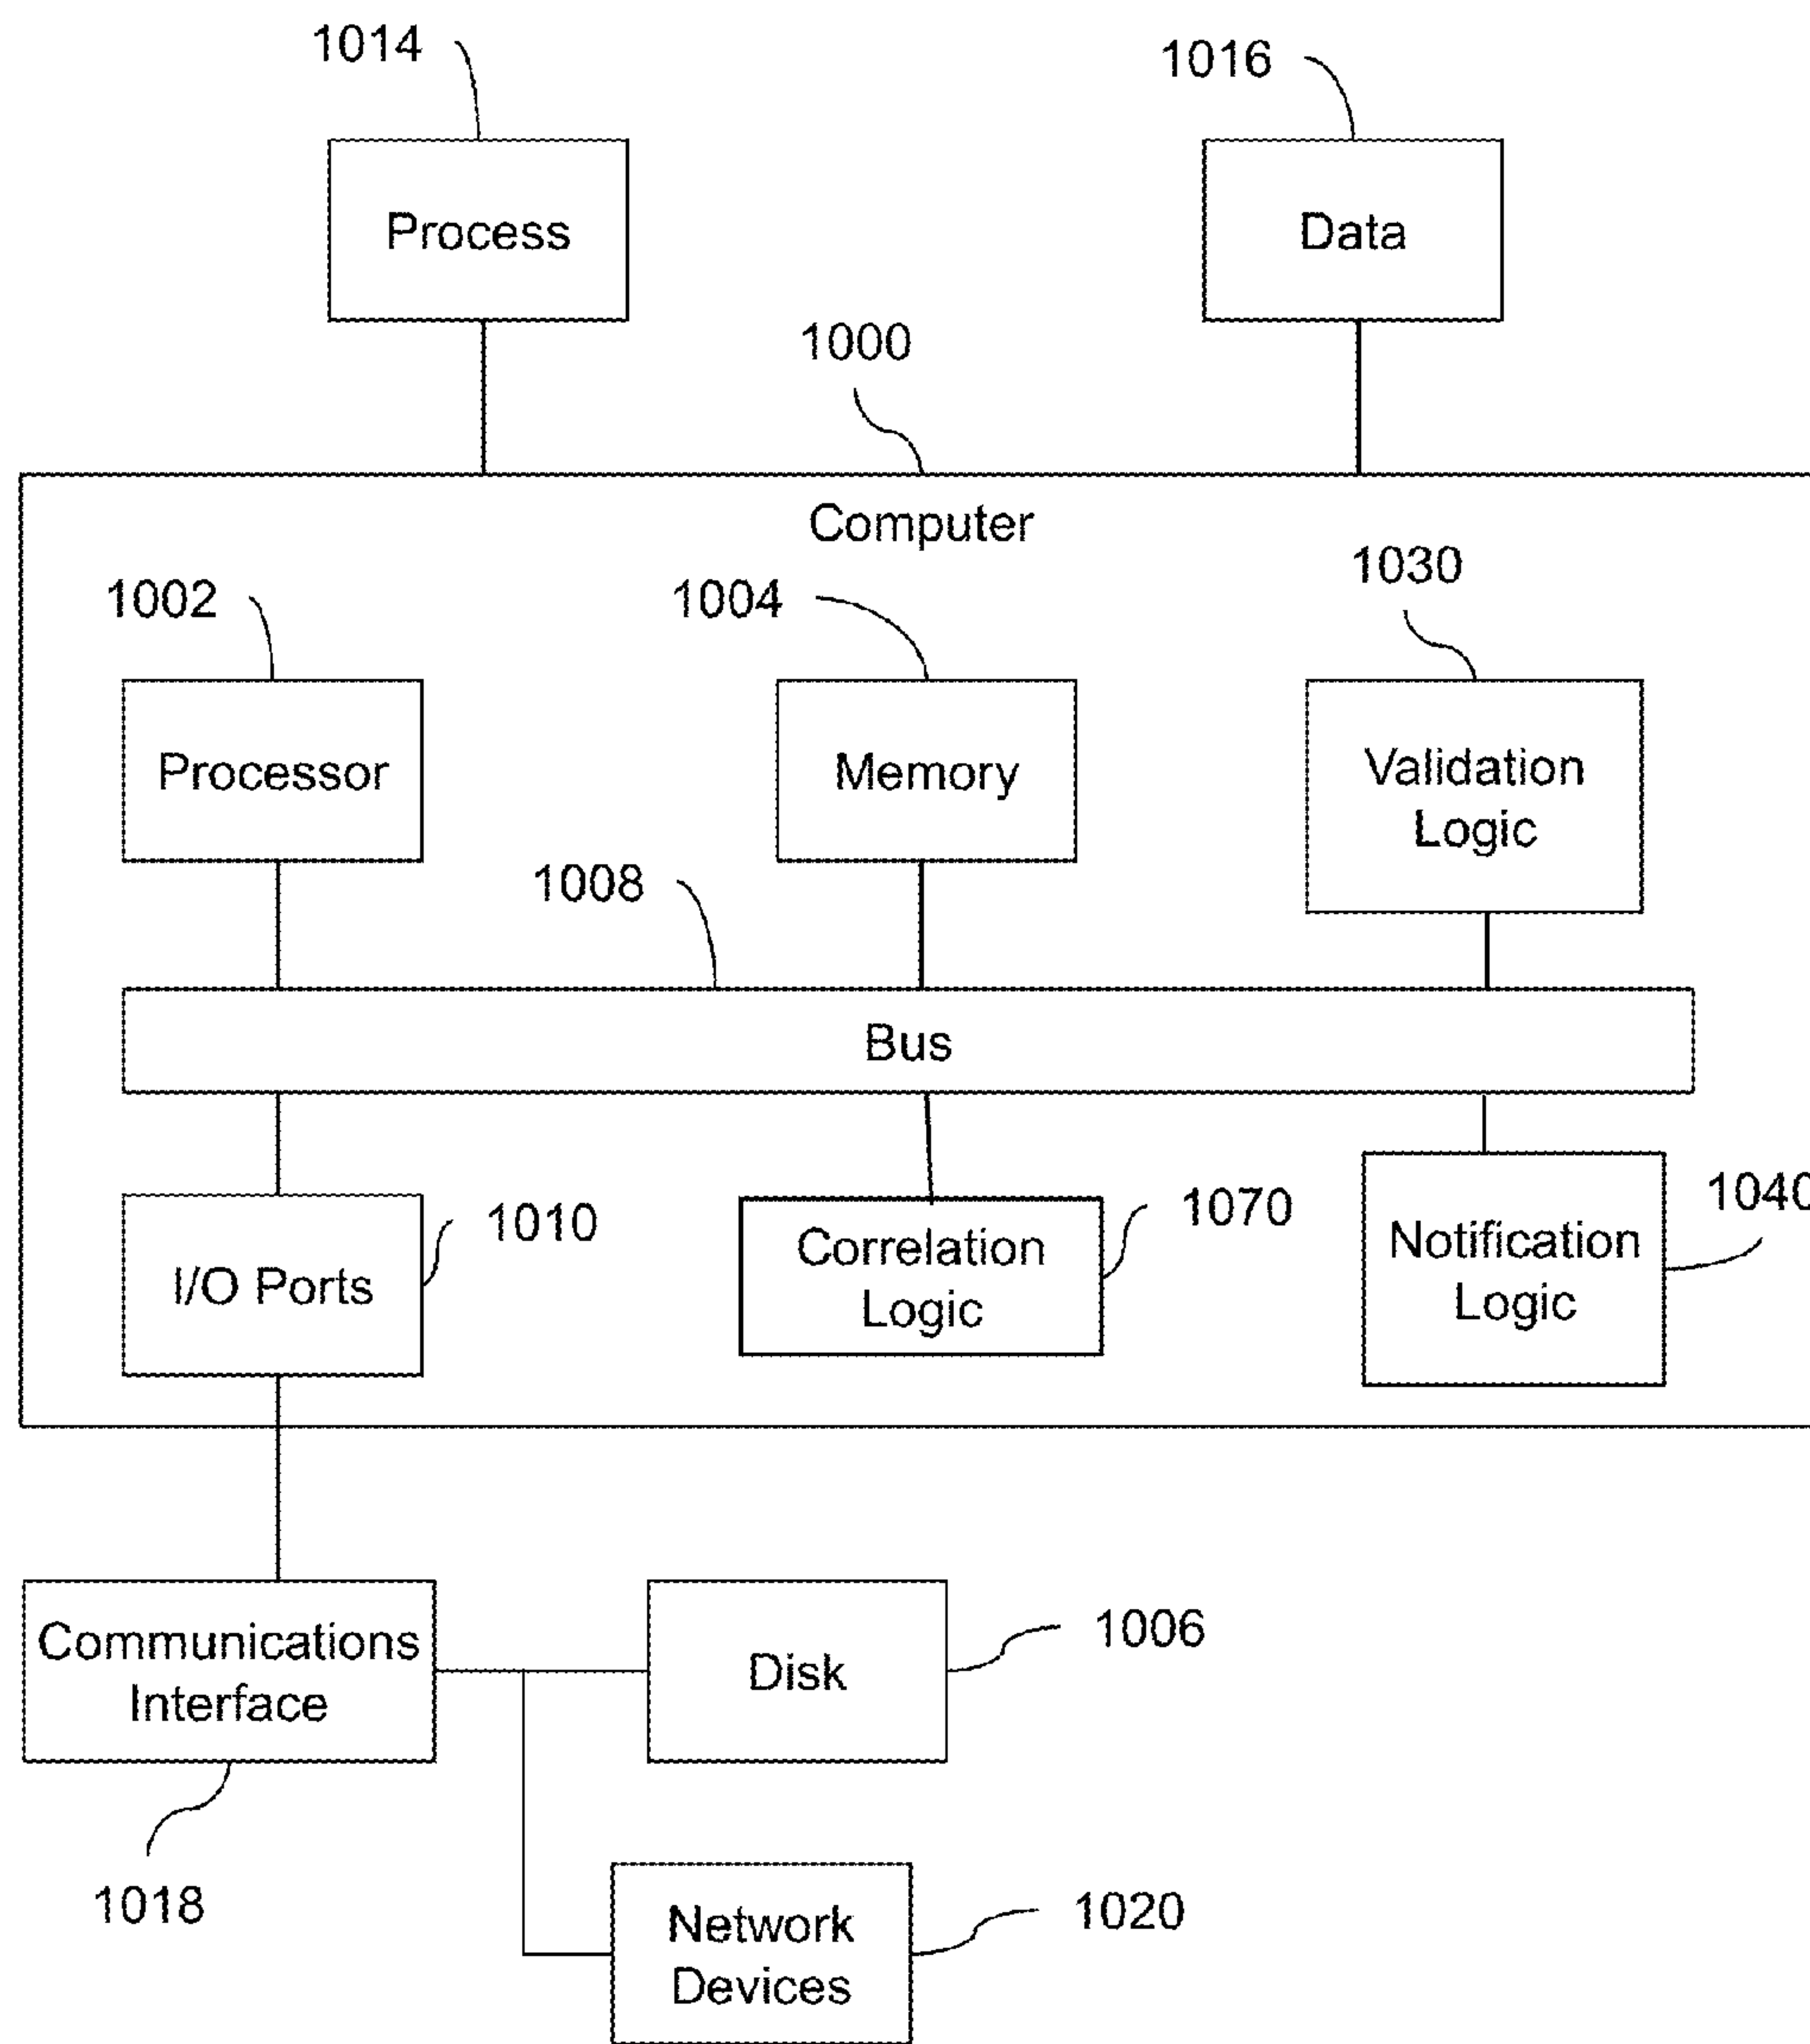 1014
1016
Process
Data
1000
Computer
1002
1004
1030
Processor
Memory
Validation
Logic
1008
Bus
1010
I/O Ports
Correlation
Logic
1070
Notification
Logic
1040
Communications
Interface
Disk
1006
1018
Network
Devices
1020